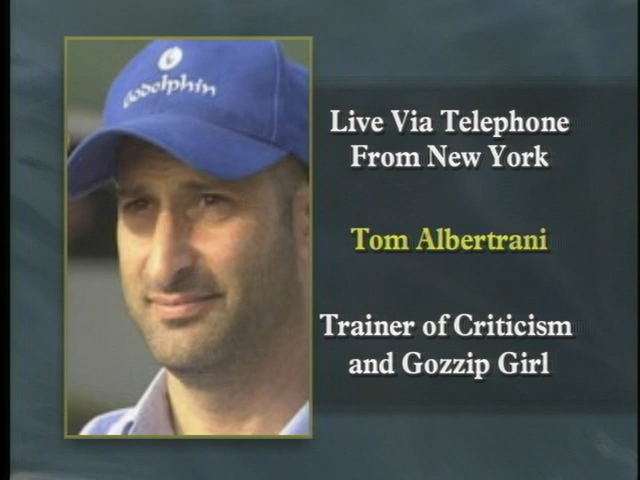 Godolphin
Live Via Telephone
From New York
Tom Albertrani
Trainer of Criticism
and Gozzip Girl